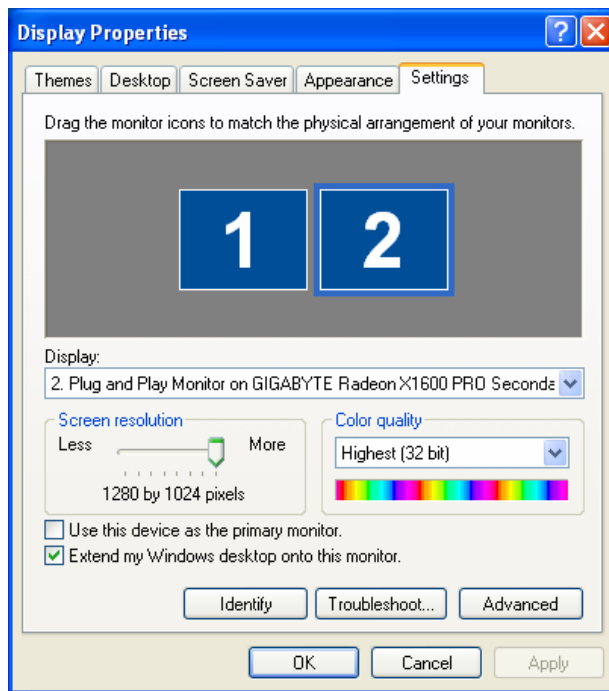 Display Properties
Themes Desktop Screen Saver Appearance Settings
Drag the monitor icons to match the physical arrangement of your monitors.
1 2
Display:
2. Plug and Play Monitor on GIGABYTE Radeon X1600 PRO Seconda
Screen resolution
Less More
1280 by 1024 pixels
Color quality
Highest (32 bit)
Use this device as the primary monitor.
Extend my Windows desktop onto this monitor.
Identify Troubleshoot... Advanced
OK Cancel Apply